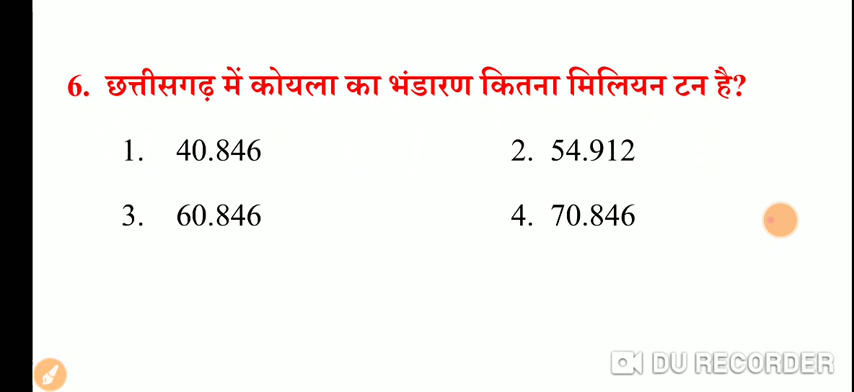 6. छत्तीसगढ़ में कोयला का भंडारण कितना मिलियन टन है?
1. 40.846 2. 54.912
3. 60.846 4. 70.846
DU RECORDER